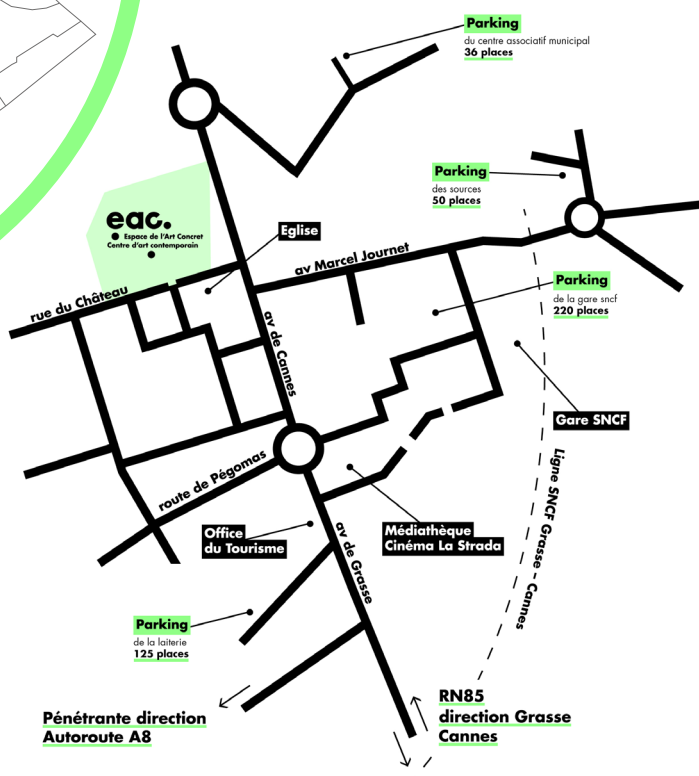 Parking
du centre associatif municipal
36 places
Parking
des sources
50 places
eac.
Espace de l'Art Concret
Centre d'art contemporain
Eglise
av Marcel Journet
Parking
de la gare sncf
220 places
rue du Château
av de Cannes
Gare SNCF
Ligne SNCF Grasse - Cannes
route de Pégomas
Office
du Tourisme
Médiathèque
Cinéma La Strada
av de Grasse
Parking
de la laiterie
125 places
Pénétrante direction
Autoroute A8
RN85
direction Grasse
Cannes